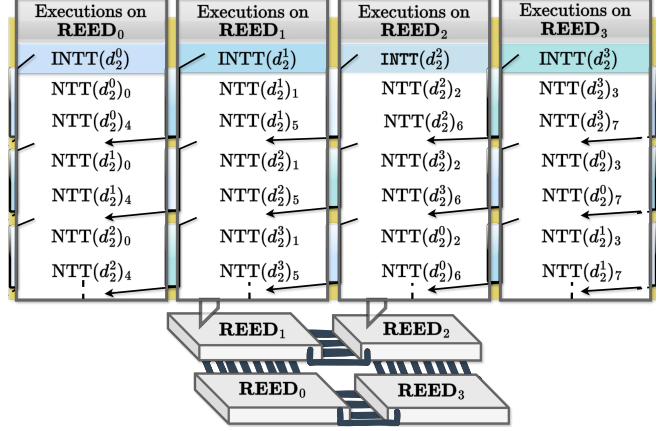 Executions on
REED₀
INTT(d₂⁰)
NTT(d₂⁰)₀
NTT(d₂⁰)₄
NTT(d₂¹)₀
NTT(d₂¹)₄
NTT(d₂²)₀
NTT(d₂²)₄
Executions on
REED₁
INTT(d₂¹)
NTT(d₂¹)₁
NTT(d₂¹)₅
NTT(d₂²)₁
NTT(d₂²)₅
NTT(d₂³)₁
NTT(d₂³)₅
Executions on
REED₂
INTT(d₂²)
NTT(d₂²)₂
NTT(d₂²)₆
NTT(d₂³)₂
NTT(d₂³)₆
NTT(d₂⁰)₂
NTT(d₂⁰)₆
Executions on
REED₃
INTT(d₂³)
NTT(d₂³)₃
NTT(d₂³)₇
NTT(d₂⁰)₃
NTT(d₂⁰)₇
NTT(d₂¹)₃
NTT(d₂¹)₇
REED₁
REED₂
REED₀
REED₃